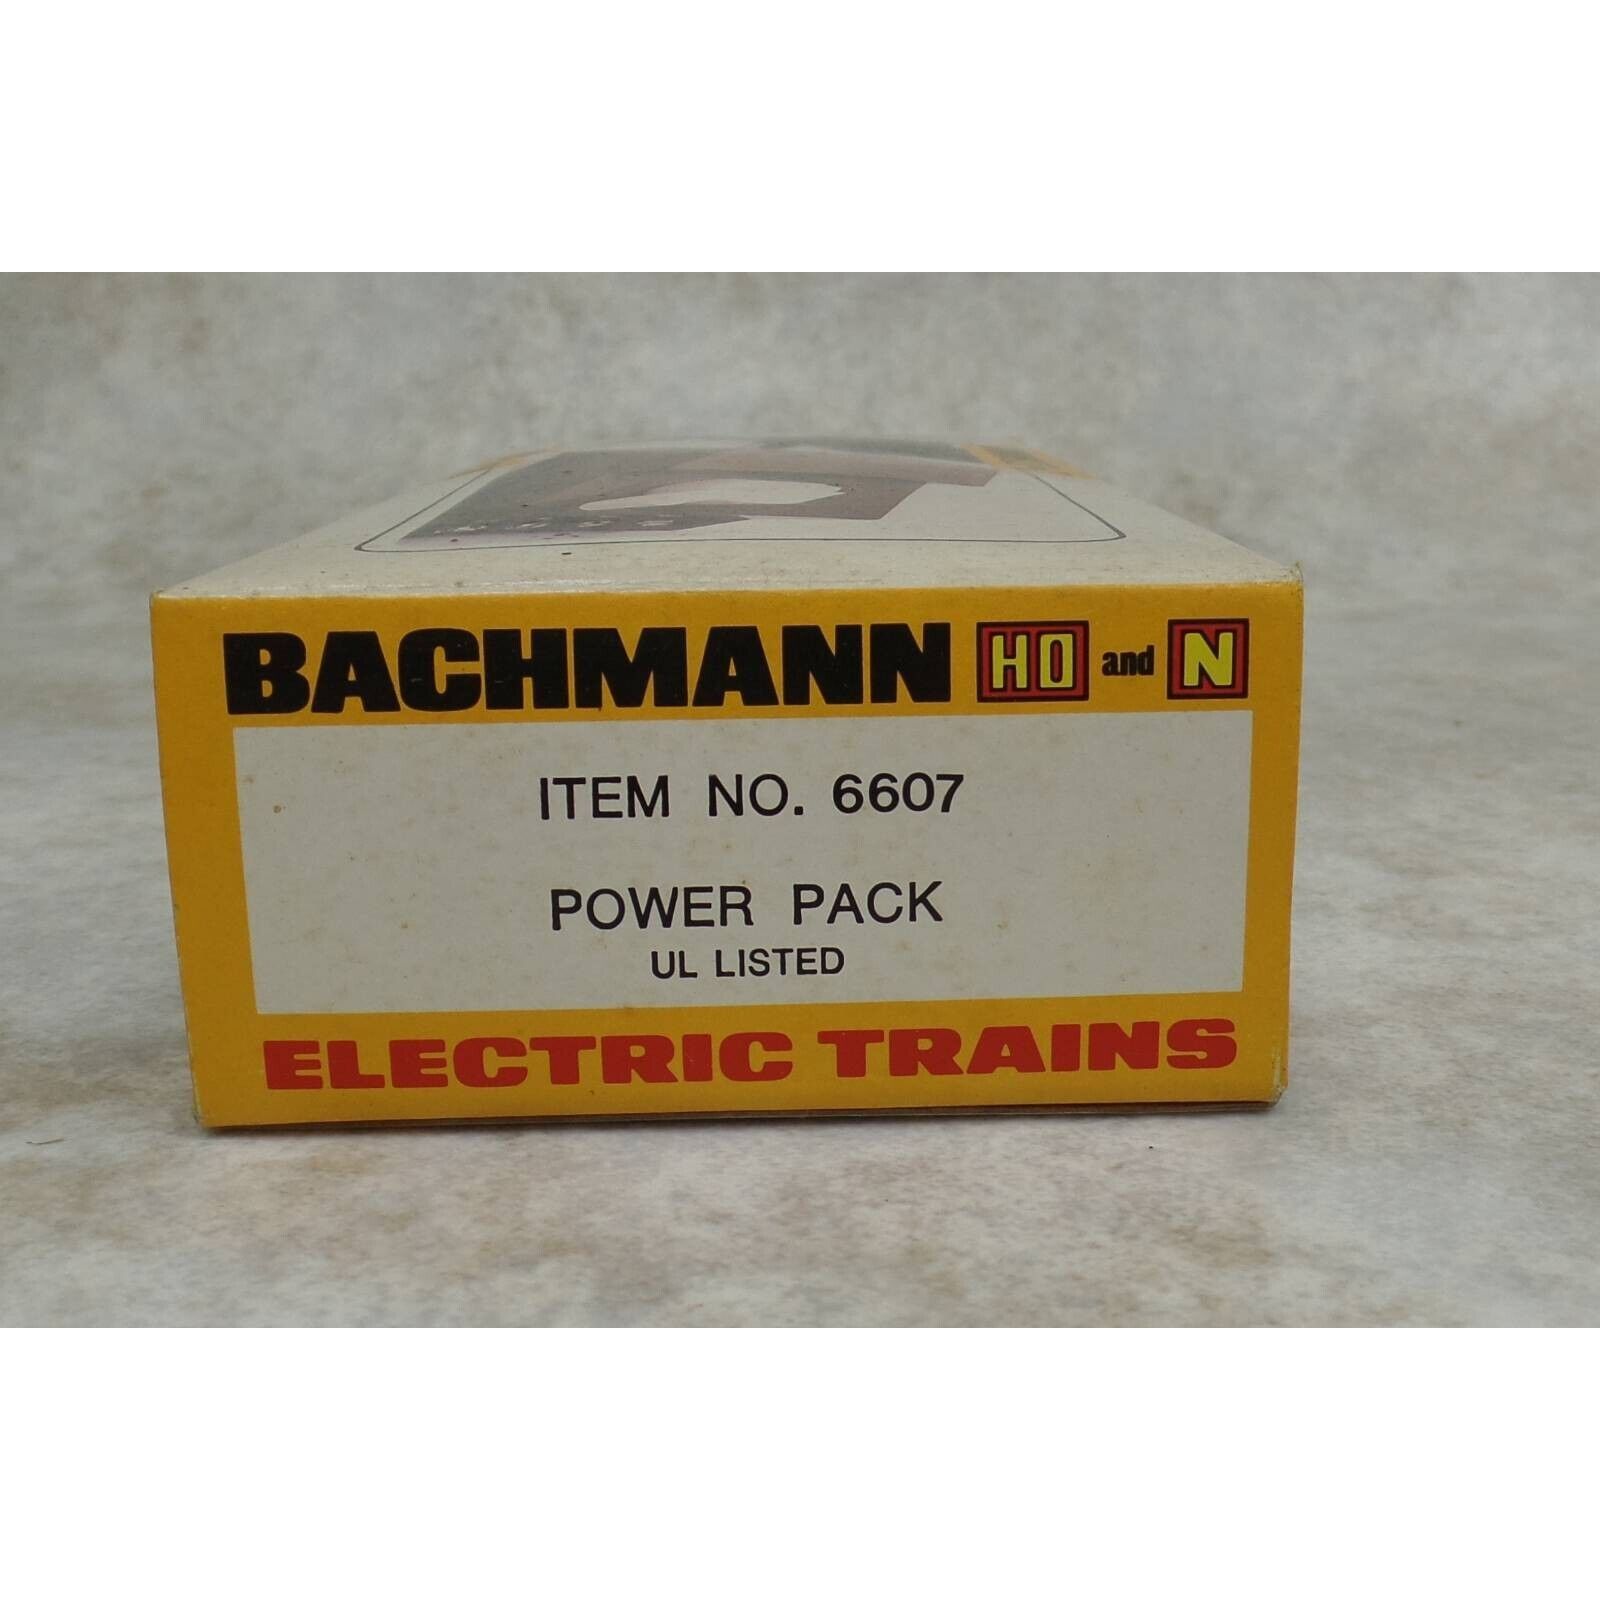 BACHMANN HO and N
ITEM NO. 6607
POWER PACK
UL LISTED
ELECTRIC TRAINS